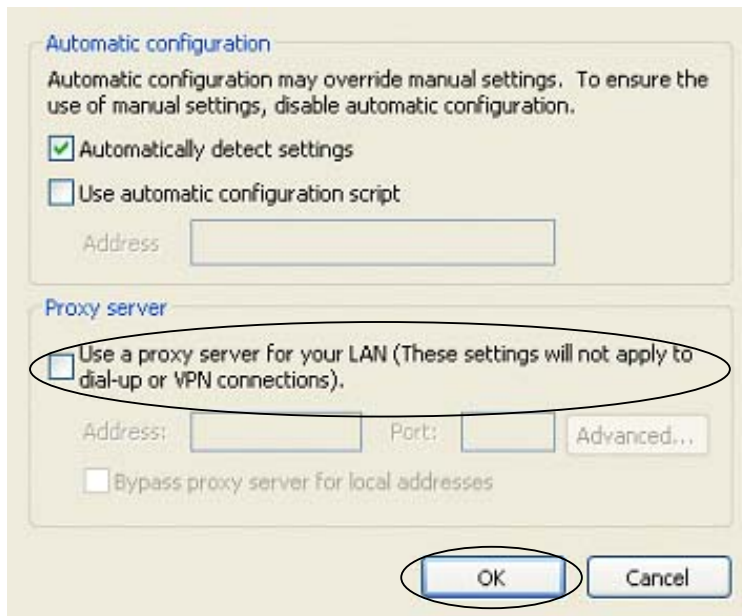 Automatic configuration
Automatic configuration may override manual settings.  To ensure the
use of manual settings, disable automatic configuration.
Automatically detect settings
Use automatic configuration script
Address
Proxy server
Use a proxy server for your LAN (These settings will not apply to
dial-up or VPN connections).
Address: Port: Advanced...
Bypass proxy server for local addresses
OK Cancel